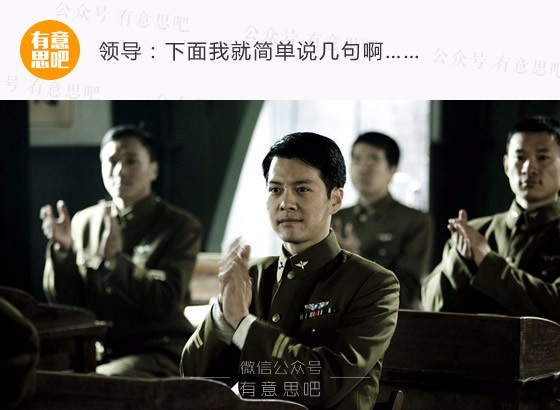 公众号 有意思吧
公众号 有意思吧
有意
思吧
领导：下面我就简单说几句啊……
公众号 有意思吧
微信公众号
有意思吧